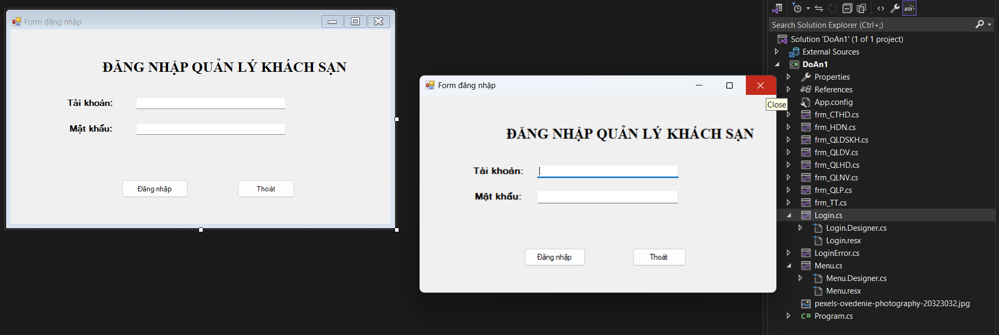 Form đăng nhập
ĐĂNG NHẬP QUẢN LÝ KHÁCH SẠN
Tài khoản:
Mật khẩu:
Đăng nhập
Thoát
Form đăng nhập
Close
ĐĂNG NHẬP QUẢN LÝ KHÁCH SẠN
Tài khoản:
Mật khẩu:
Đăng nhập
Thoát
Search Solution Explorer (Ctrl+;)
Solution 'DoAn1' (1 of 1 project)
External Sources
C# DoAn1
Properties
References
App.config
frm_CTHD.cs
frm_HDN.cs
frm_QLDSKH.cs
frm_QLDV.cs
frm_QLHD.cs
frm_QLNV.cs
frm_QLP.cs
frm_TT.cs
Login.cs
Login.Designer.cs
Login.resx
LoginError.cs
Menu.cs
Menu.Designer.cs
Menu.resx
pexels-ovedenie-photography-20323032.jpg
C# Program.cs